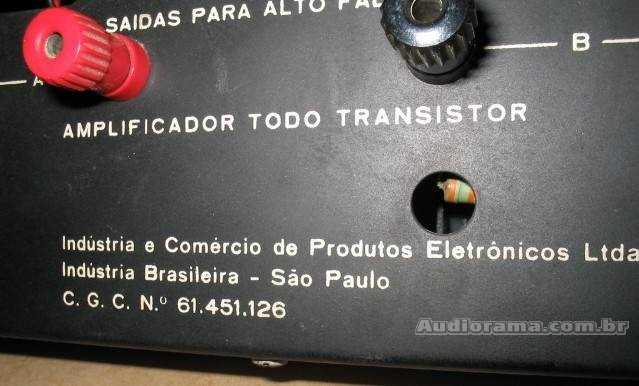 SAÍDAS PARA ALTO
A B
AMPLIFICADOR TODO TRANSISTOR
Indústria e Comércio de Produtos Eletrônicos Ltda
Indústria Brasileira - São Paulo
C. G. C. N.º 61.451.126
Audiorama.com.br